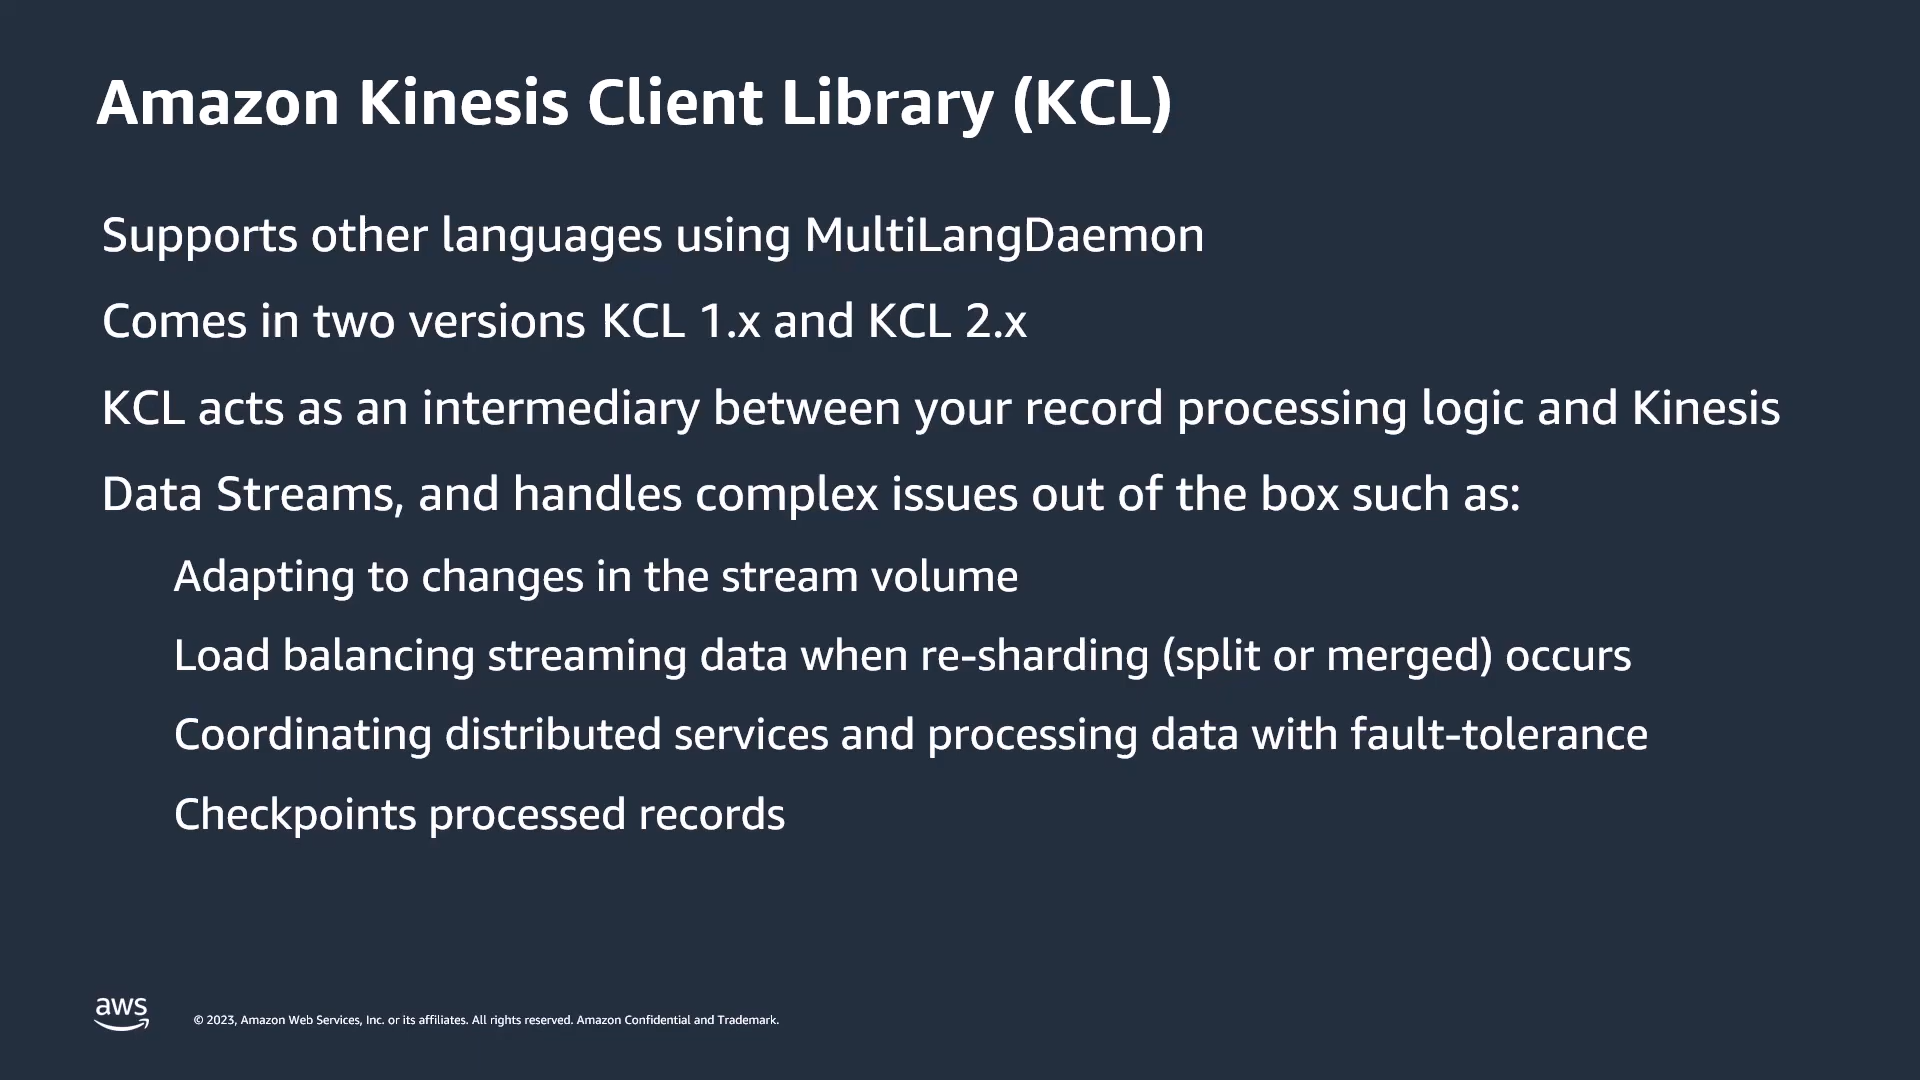 Amazon Kinesis Client Library (KCL)
Supports other languages using MultiLangDaemon
Comes in two versions KCL 1.x and KCL 2.x
KCL acts as an intermediary between your record processing logic and Kinesis
Data Streams, and handles complex issues out of the box such as:
Adapting to changes in the stream volume
Load balancing streaming data when re-sharding (split or merged) occurs
Coordinating distributed services and processing data with fault-tolerance
Checkpoints processed records
aws
© 2023, Amazon Web Services, Inc. or its affiliates. All rights reserved. Amazon Confidential and Trademark.